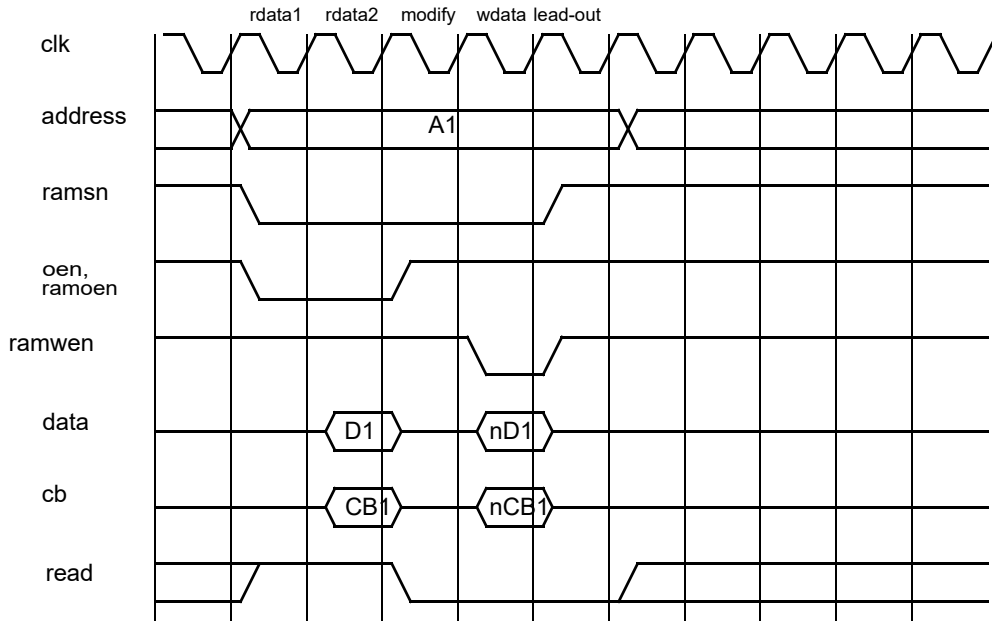 rdata1 rdata2 modify wdata lead-out
clk
address
A1
ramsn
oen,
ramoen
ramwen
data
D1 nD1
cb
CB1 nCB1
read